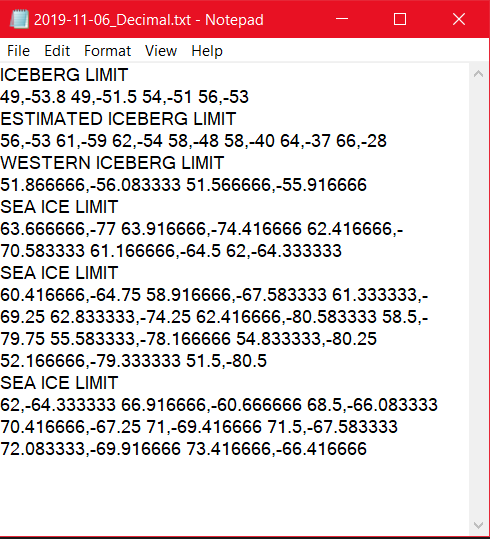 2019-11-06_Decimal.txt - Notepad
File Edit Format View Help
ICEBERG LIMIT
49,-53.8 49,-51.5 54,-51 56,-53
ESTIMATED ICEBERG LIMIT
56,-53 61,-59 62,-54 58,-48 58,-40 64,-37 66,-28
WESTERN ICEBERG LIMIT
51.866666,-56.083333 51.566666,-55.916666
SEA ICE LIMIT
63.666666,-77 63.916666,-74.416666 62.416666,-
70.583333 61.166666,-64.5 62,-64.333333
SEA ICE LIMIT
60.416666,-64.75 58.916666,-67.583333 61.333333,-
69.25 62.833333,-74.25 62.416666,-80.583333 58.5,-
79.75 55.583333,-78.166666 54.833333,-80.25
52.166666,-79.333333 51.5,-80.5
SEA ICE LIMIT
62,-64.333333 66.916666,-60.666666 68.5,-66.083333
70.416666,-67.25 71,-69.416666 71.5,-67.583333
72.083333,-69.916666 73.416666,-66.416666